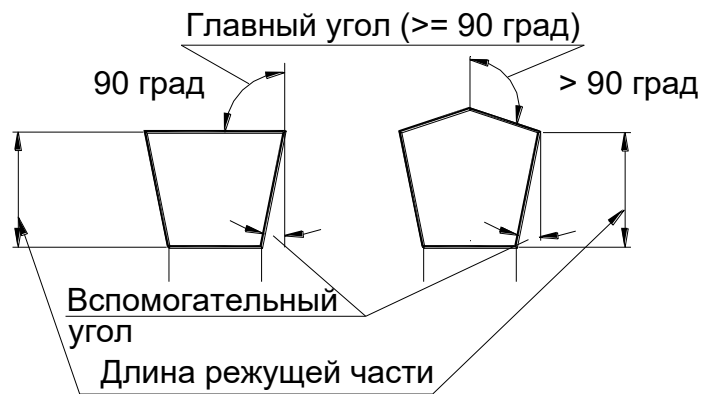 Главный угол (>= 90 град)
90 град
> 90 град
Вспомогательный
угол
Длина режущей части